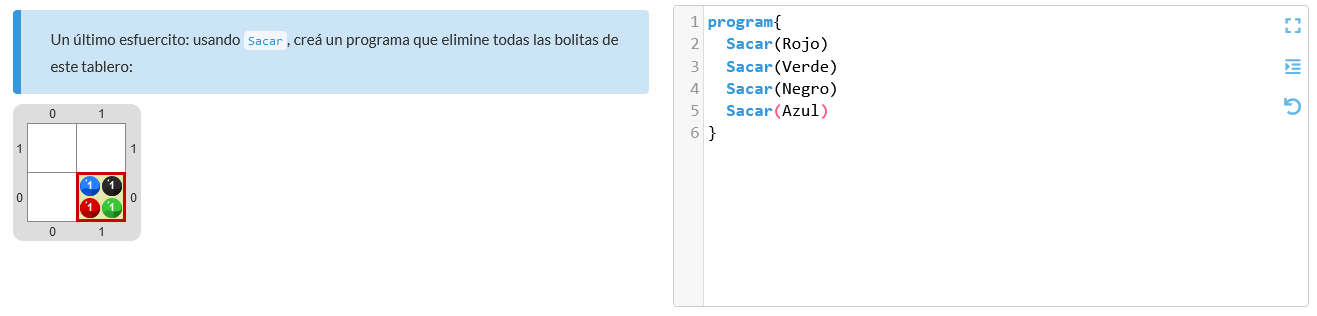 Un último esfuercito: usando Sacar, creá un programa que elimine todas las bolitas de
este tablero:
0 1
1 1
0 1 1 0
1 1
0 1
1 program{
2 Sacar(Rojo)
3 Sacar(Verde)
4 Sacar(Negro)
5 Sacar(Azul)
6 }